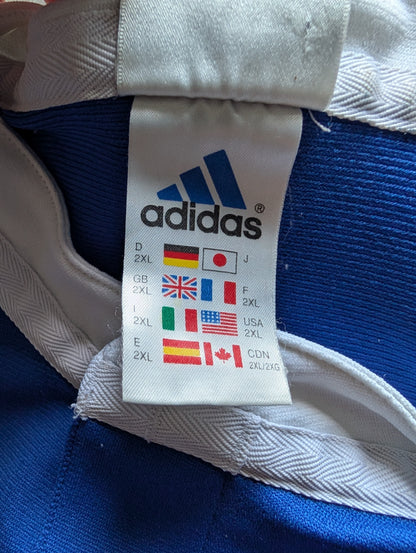 adidas®
D J
2XL
GB F
2XL 2XL
I USA
2XL 2XL
E CDN
2XL 2XL/2XG